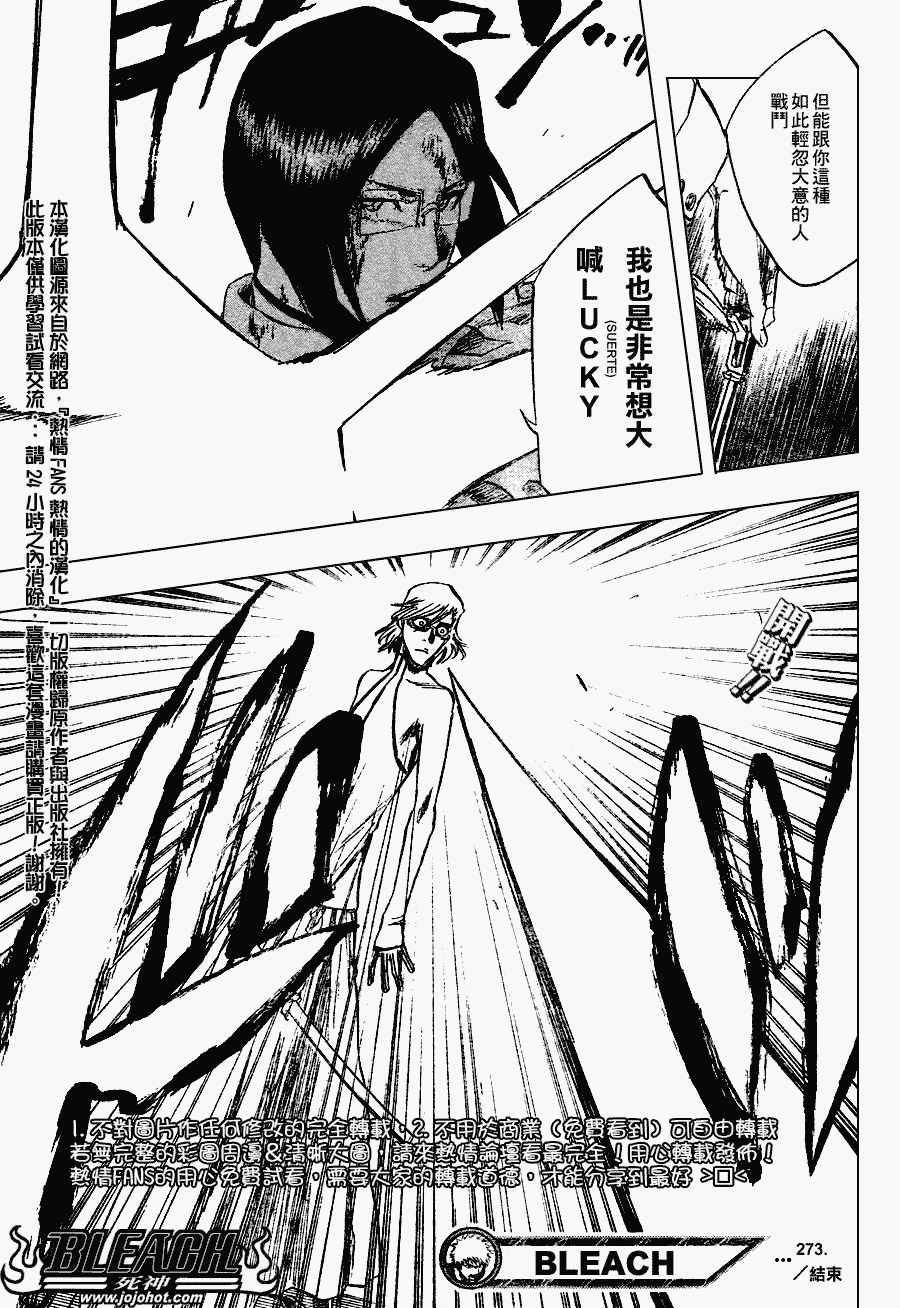 但能跟你這種
如此輕忽大意的人
戰鬥
我也是非常想大
喊LUCKY
(SUERTE)
開戰!!
本漢化圖源來自於網路，『熱情FANS熱情的漢化』一切版權歸原作者與出版社擁有！
此版本僅供學習試看交流… 請24小時之內消除，喜歡這套漫畫請購買正版！謝謝。
1.不對圖片作任何修改的完全轉載，2.不用於商業（免費看到）可自由轉載
若無完整的彩圖周邊&清晰大圖，請來熱情論壇看最完全！用心轉載發佈！
熱情FANS的用心免費試看，需要大家的轉載道德，才能分享到最好 >□<
BLEACH
死神
www.jojohot.com
BLEACH
... 273.
／結束